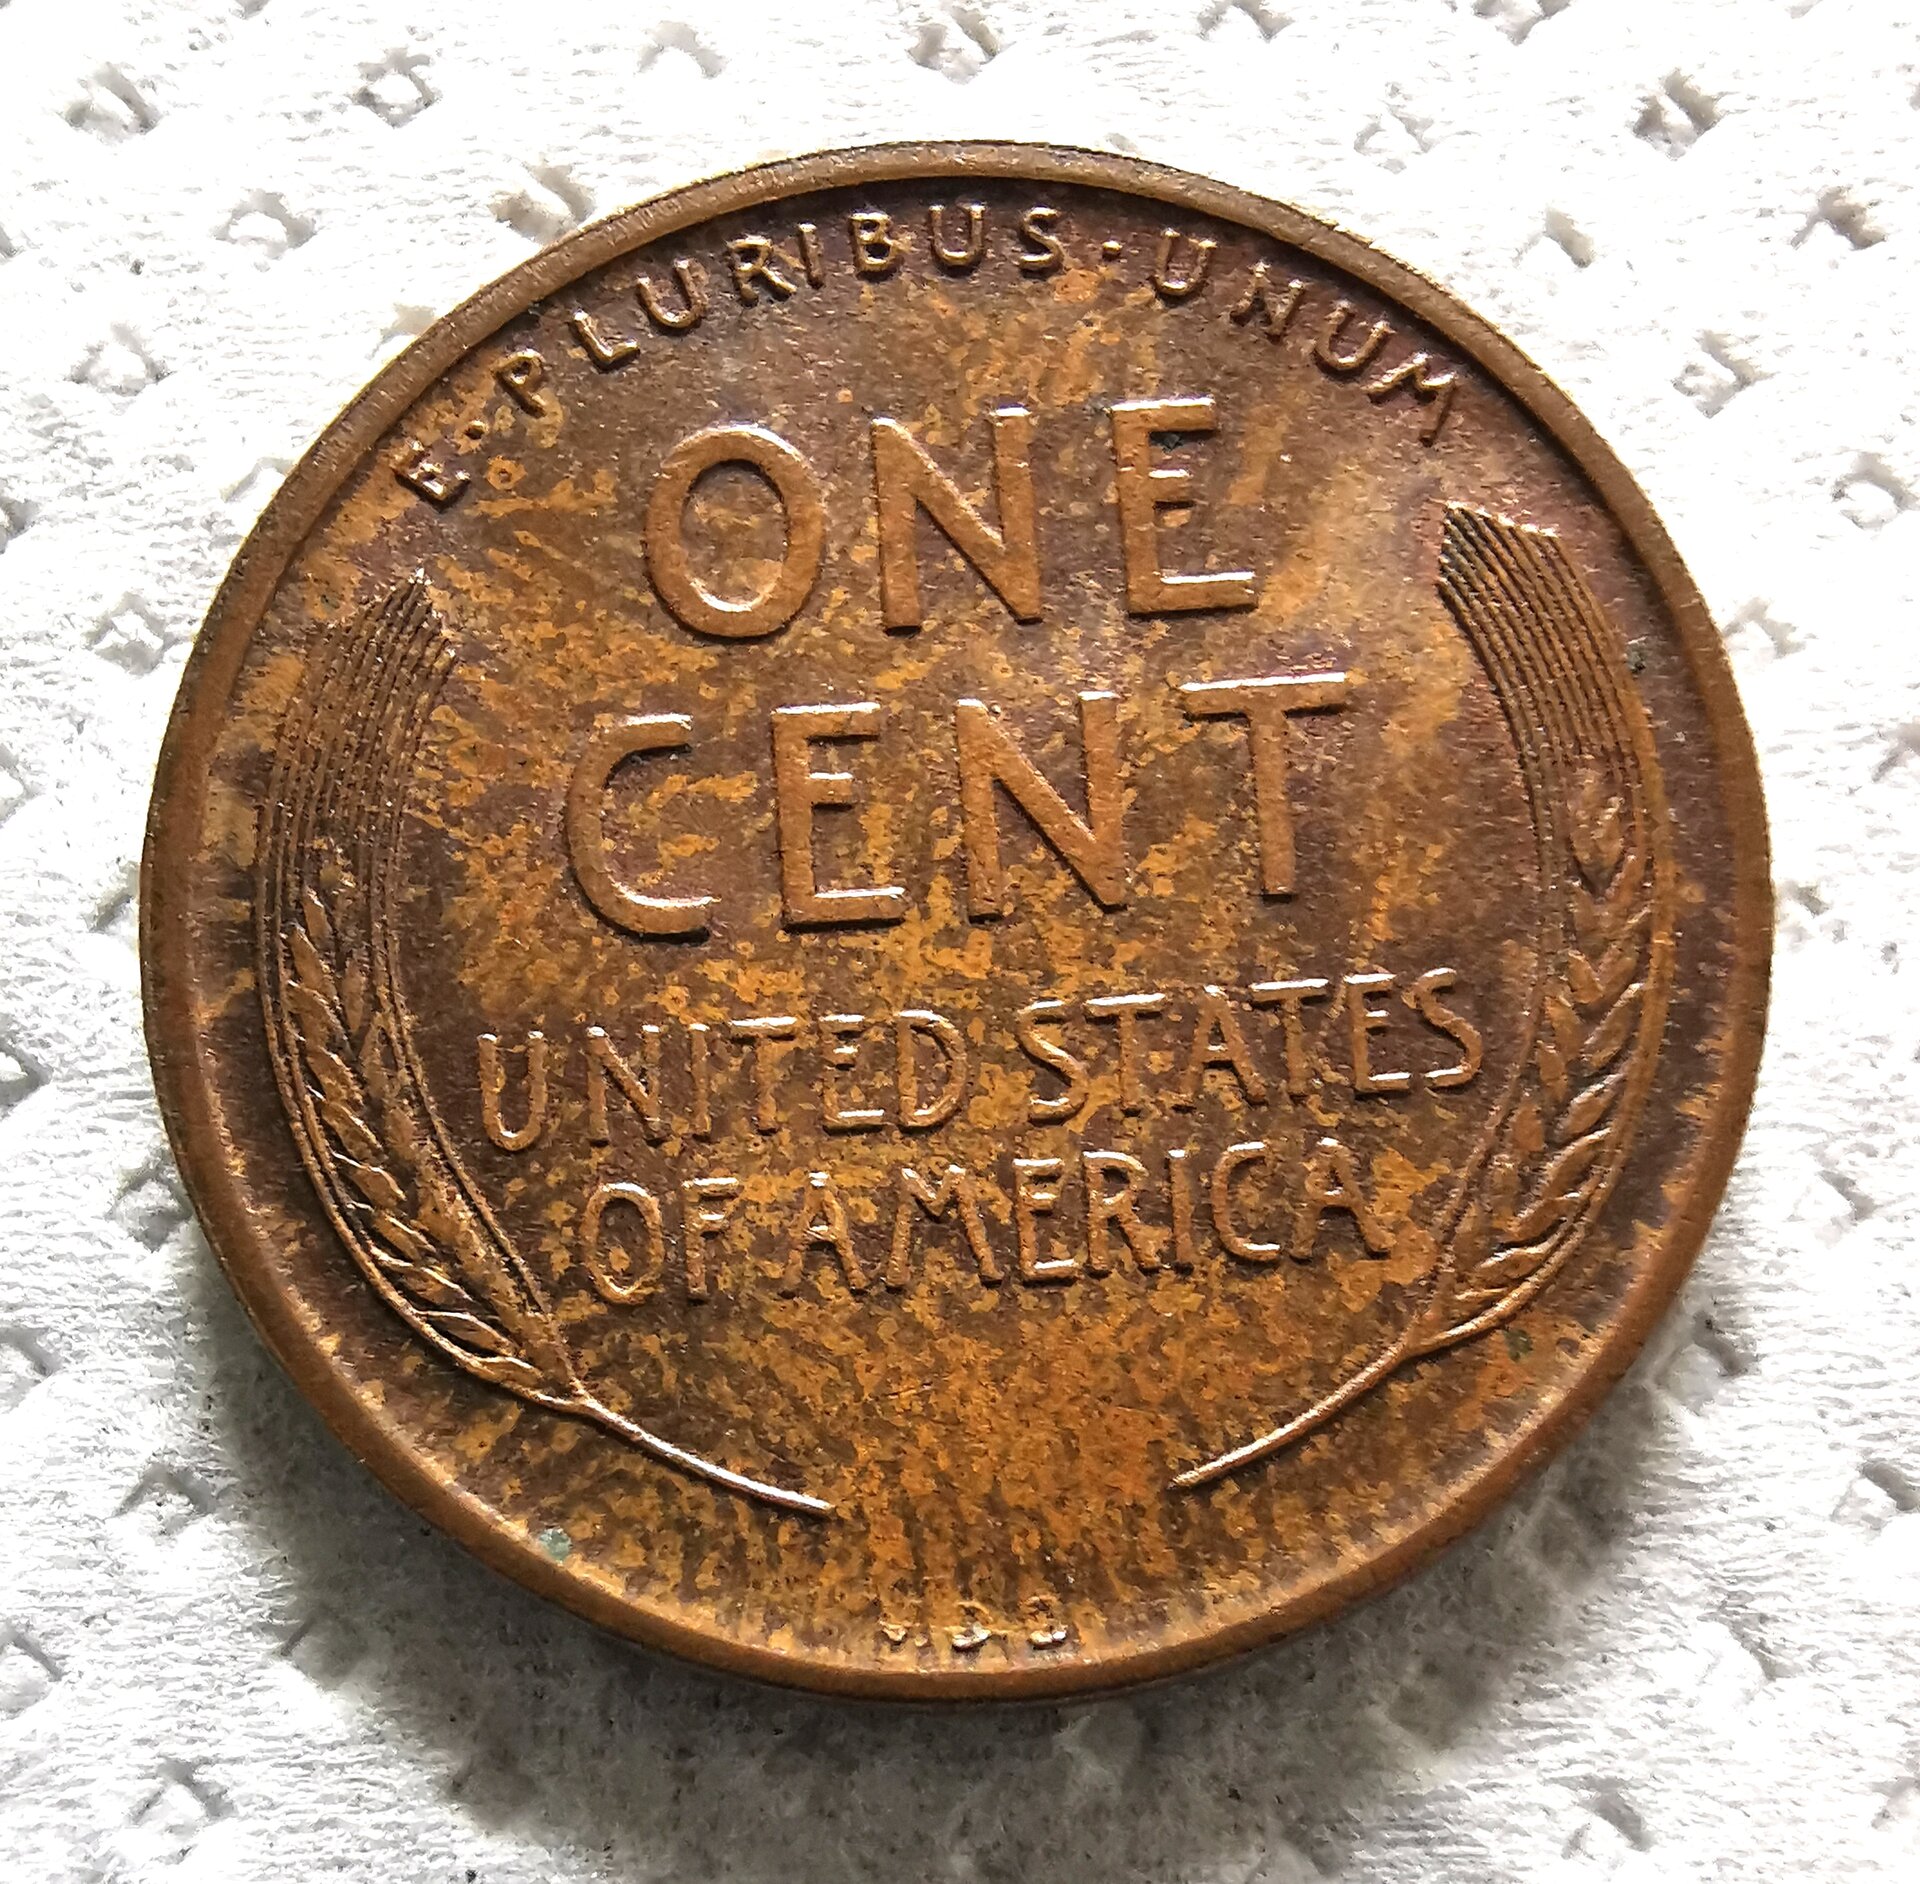 E·PLURIBUS·UNUM
ONE
CENT
UNITED STATES
OF AMERICA